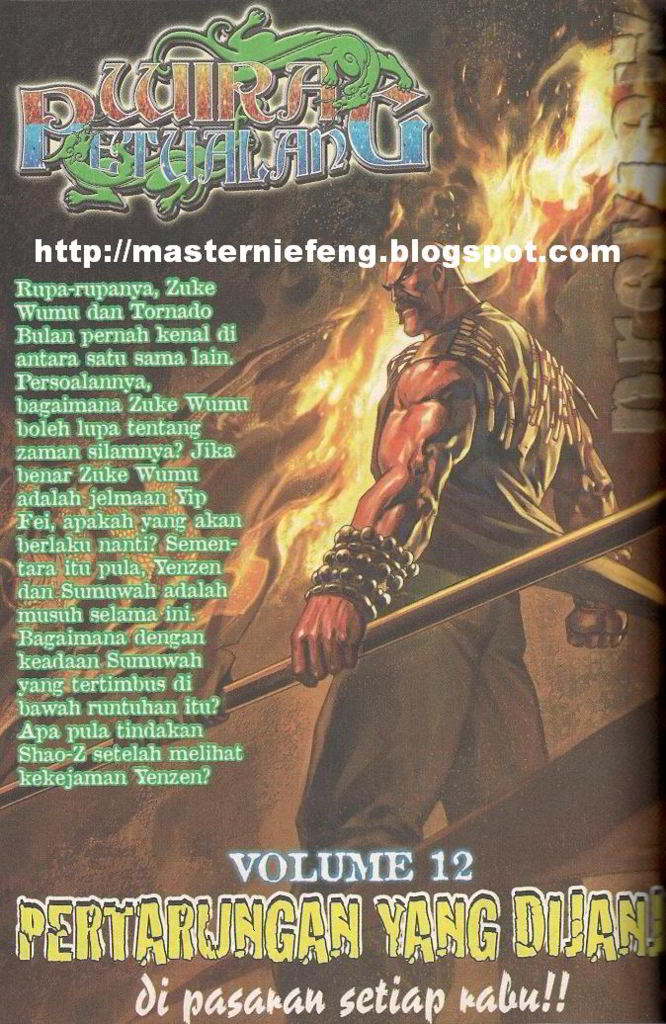 WIRA
PETUALANG
preview
http://masterniefeng.blogspot.com
Rupa-rupanya, Zuke
Wumu dan Tornado
Bulan pernah kenal di
antara satu sama lain.
Persoalannya,
bagaimana Zuke Wumu
boleh lupa tentang
zaman silamnya? Jika
benar Zuke Wumu
adalah jelmaan Yip
Fei, apakah yang akan
berlaku nanti? Semen-
tara itu pula, Yenzen
dan Sumuwah adalah
musuh selama ini.
Bagaimana dengan
keadaan Sumuwah
yang tertimbus di
bawah runtuhan itu?
Apa pula tindakan
Shao-Z setelah melihat
kekejaman Yenzen?
VOLUME 12
PERTARUNGAN YANG DIJANJ
di pasaran setiap rabu!!